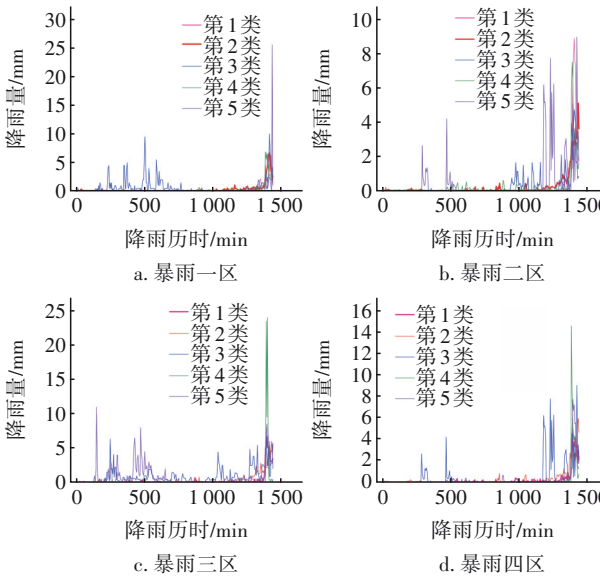 30
25
20
15
10
5
0
降雨量/mm
第1类
第2类
第3类
第4类
第5类
0 500 1 000 1 500
降雨历时/min
a. 暴雨一区
10
8
6
4
2
0
降雨量/mm
第1类
第2类
第3类
第4类
第5类
0 500 1 000 1 500
降雨历时/min
b. 暴雨二区
25
20
15
10
5
0
降雨量/mm
第1类
第2类
第3类
第4类
第5类
0 500 1 000 1 500
降雨历时/min
c. 暴雨三区
16
14
12
10
8
6
4
2
0
降雨量/mm
第1类
第2类
第3类
第4类
第5类
0 500 1 000 1 500
降雨历时/min
d. 暴雨四区